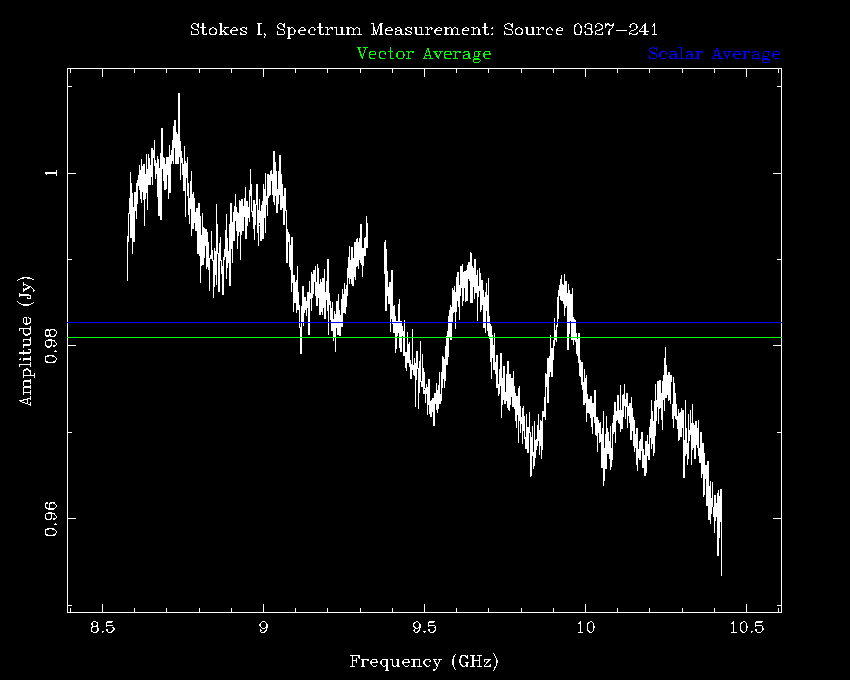 Stokes I, Spectrum Measurement: Source 0327−241
Vector Average Scalar Average
Amplitude (Jy)
1
0.98
0.96
8.5 9 9.5 10 10.5
Frequency (GHz)